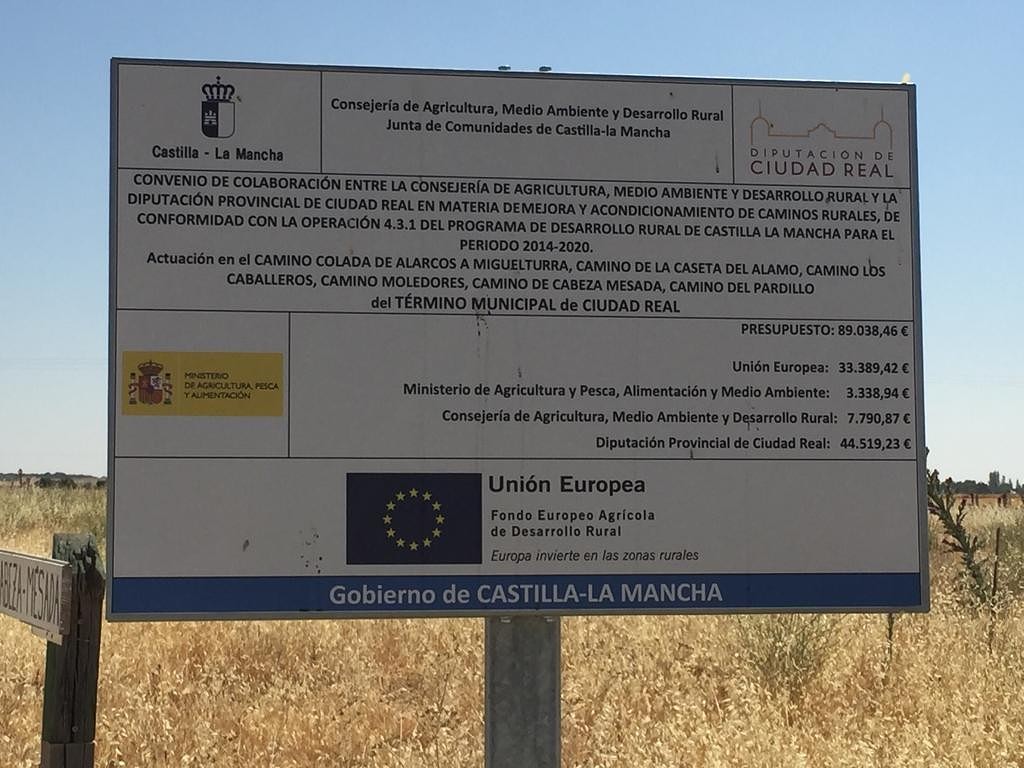 Castilla - La Mancha
Consejería de Agricultura, Medio Ambiente y Desarrollo Rural
Junta de Comunidades de Castilla-la Mancha
DIPUTACION DE
CIUDAD REAL
CONVENIO DE COLABORACIÓN ENTRE LA CONSEJERÍA DE AGRICULTURA, MEDIO AMBIENTE Y DESARROLLO RURAL Y LA
DIPUTACIÓN PROVINCIAL DE CIUDAD REAL EN MATERIA DEMEJORA Y ACONDICIONAMIENTO DE CAMINOS RURALES, DE
CONFORMIDAD CON LA OPERACIÓN 4.3.1 DEL PROGRAMA DE DESARROLLO RURAL DE CASTILLA LA MANCHA PARA EL
PERIODO 2014-2020.
Actuación en el CAMINO COLADA DE ALARCOS A MIGUELTURRA, CAMINO DE LA CASETA DEL ALAMO, CAMINO LOS
CABALLEROS, CAMINO MOLEDORES, CAMINO DE CABEZA MESADA, CAMINO DEL PARDILLO
del TÉRMINO MUNICIPAL de CIUDAD REAL
MINISTERIO
DE AGRICULTURA, PESCA
Y ALIMENTACIÓN
PRESUPUESTO: 89.038,46 €
Unión Europea: 33.389,42 €
Ministerio de Agricultura y Pesca, Alimentación y Medio Ambiente: 3.338,94 €
Consejería de Agricultura, Medio Ambiente y Desarrollo Rural: 7.790,87 €
Diputación Provincial de Ciudad Real: 44.519,23 €
Unión Europea
Fondo Europeo Agrícola
de Desarrollo Rural
Europa invierte en las zonas rurales
Gobierno de CASTILLA-LA MANCHA
ABEZA-MESADA